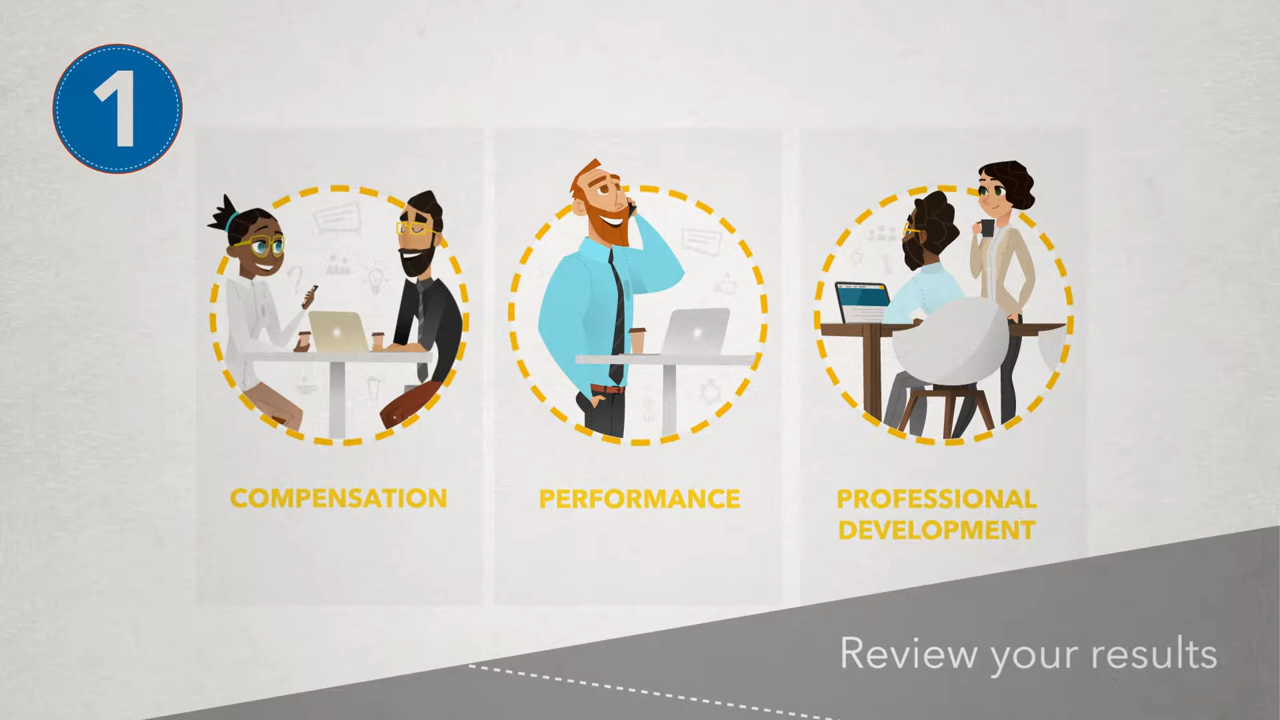 1
COMPENSATION
PERFORMANCE
PROFESSIONAL
DEVELOPMENT
Review your results